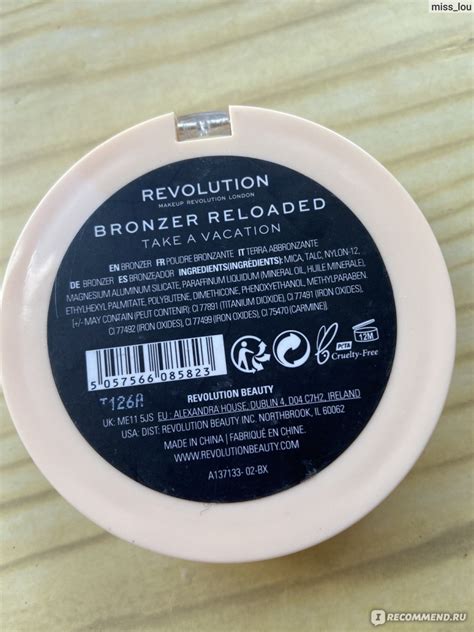 miss_lou
REVOLUTION
MAKEUP REVOLUTION LONDON
BRONZER RELOADED
TAKE A VACATION
EN BRONZER FR POUDRE BRONZANTE IT TERRA ABBRONZANTE
DE BRONZER ES BRONZEADOR INGREDIENTS(INGRÉDIENTS): MICA, TALC, NYLON-12,
MAGNESIUM ALUMINUM SILICATE, PARAFFINUM LIQUIDUM (MINERAL OIL, HUILE MINERALE),
ETHYLHEXYL PALMITATE, POLYBUTENE, DIMETHICONE, PHENOXYETHANOL, METHYLPARABEN.
[+/- MAY CONTAIN (PEUT CONTENIR): CI 77891 (TITANIUM DIOXIDE), CI 77491 (IRON OXIDES),
CI 77492 (IRON OXIDES), CI 77499 (IRON OXIDES), CI 75470 (CARMINE)].
12M
PETA
Cruelty-Free
5 057566 085823
T126A
REVOLUTION BEAUTY
UK: ME11 5JS EU : ALEXANDRA HOUSE, DUBLIN 4, D04 C7H2, IRELAND
USA: DIST: REVOLUTION BEAUTY INC. NORTHBROOK, IL 60062
MADE IN CHINA | FABRIQUÉ EN CHINE.
WWW.REVOLUTIONBEAUTY.COM
A137133- 02-BX
I RECOMMEND.RU